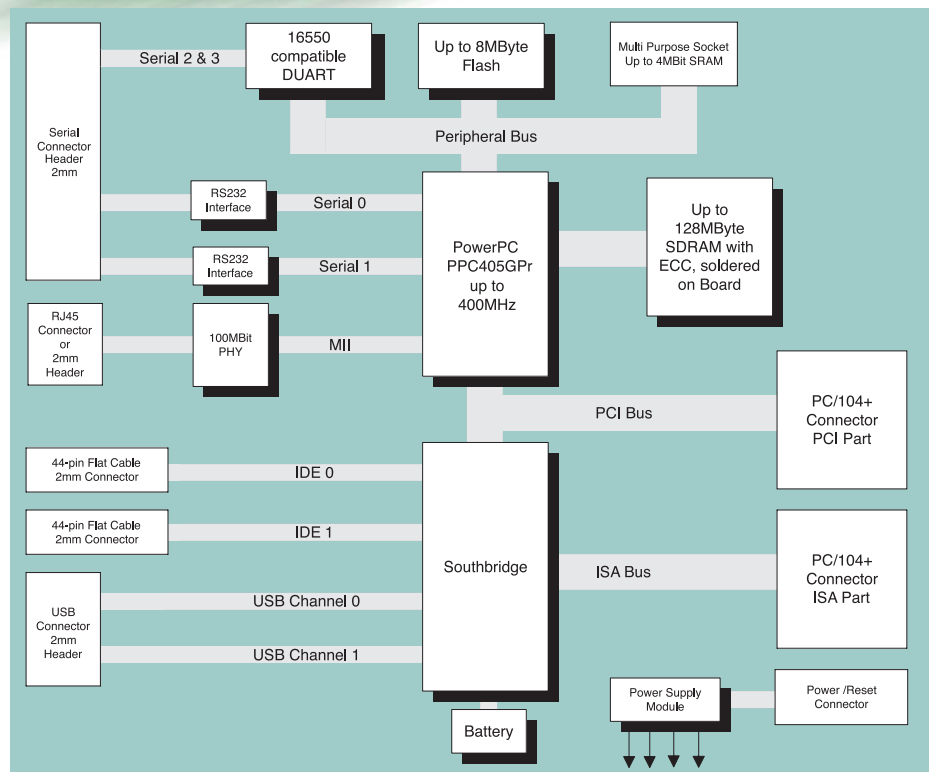 Serial 2 & 3
16550
compatible
DUART
Up to 8MByte
Flash
Multi Purpose Socket
Up to 4MBit SRAM
Peripheral Bus
Serial
Connector
Header
2mm
RS232
Interface
Serial 0
RS232
Interface
Serial 1
PowerPC
PPC405GPr
up to
400MHz
Up to
128MByte
SDRAM with
ECC, soldered
on Board
RJ45
Connector
or
2mm
Header
100MBit
PHY
MII
PCI Bus
PC/104+
Connector
PCI Part
44-pin Flat Cable
2mm Connector
IDE 0
44-pin Flat Cable
2mm Connector
IDE 1
Southbridge
ISA Bus
PC/104+
Connector
ISA Part
USB
Connector
2mm
Header
USB Channel 0
USB Channel 1
Battery
Power Supply
Module
Power /Reset
Connector